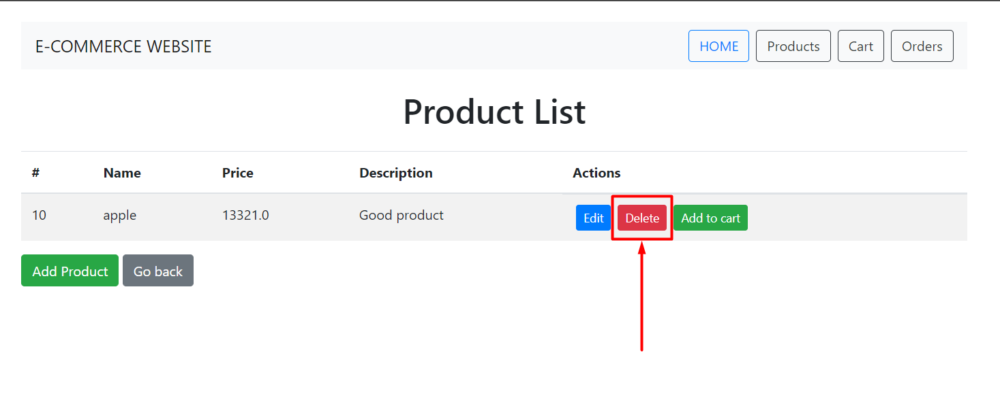 E-COMMERCE WEBSITE HOME Products Cart Orders
Product List
# Name Price Description Actions
10 apple 13321.0 Good product Edit Delete Add to cart
Add Product Go back